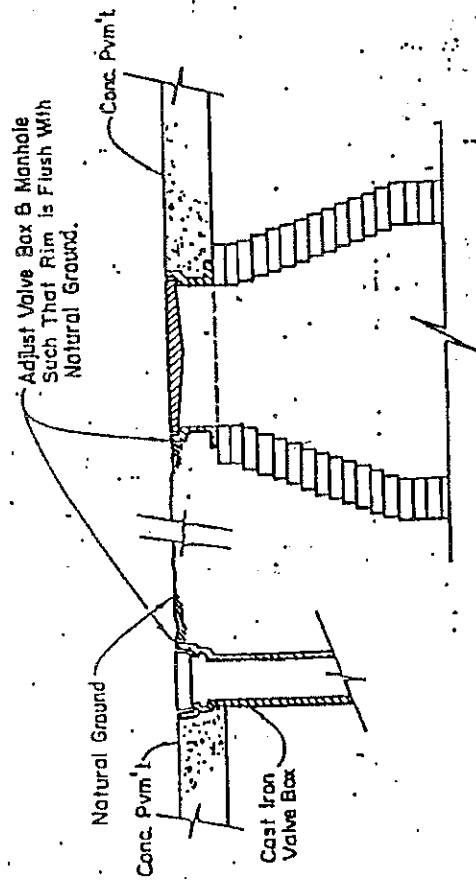 Adjust Valve Box & Manhole
Such That Rim Is Flush With
Natural Ground.
Natural Ground
Conc. Pvm't.
Conc. Pvm't.
Cast Iron
Valve Box